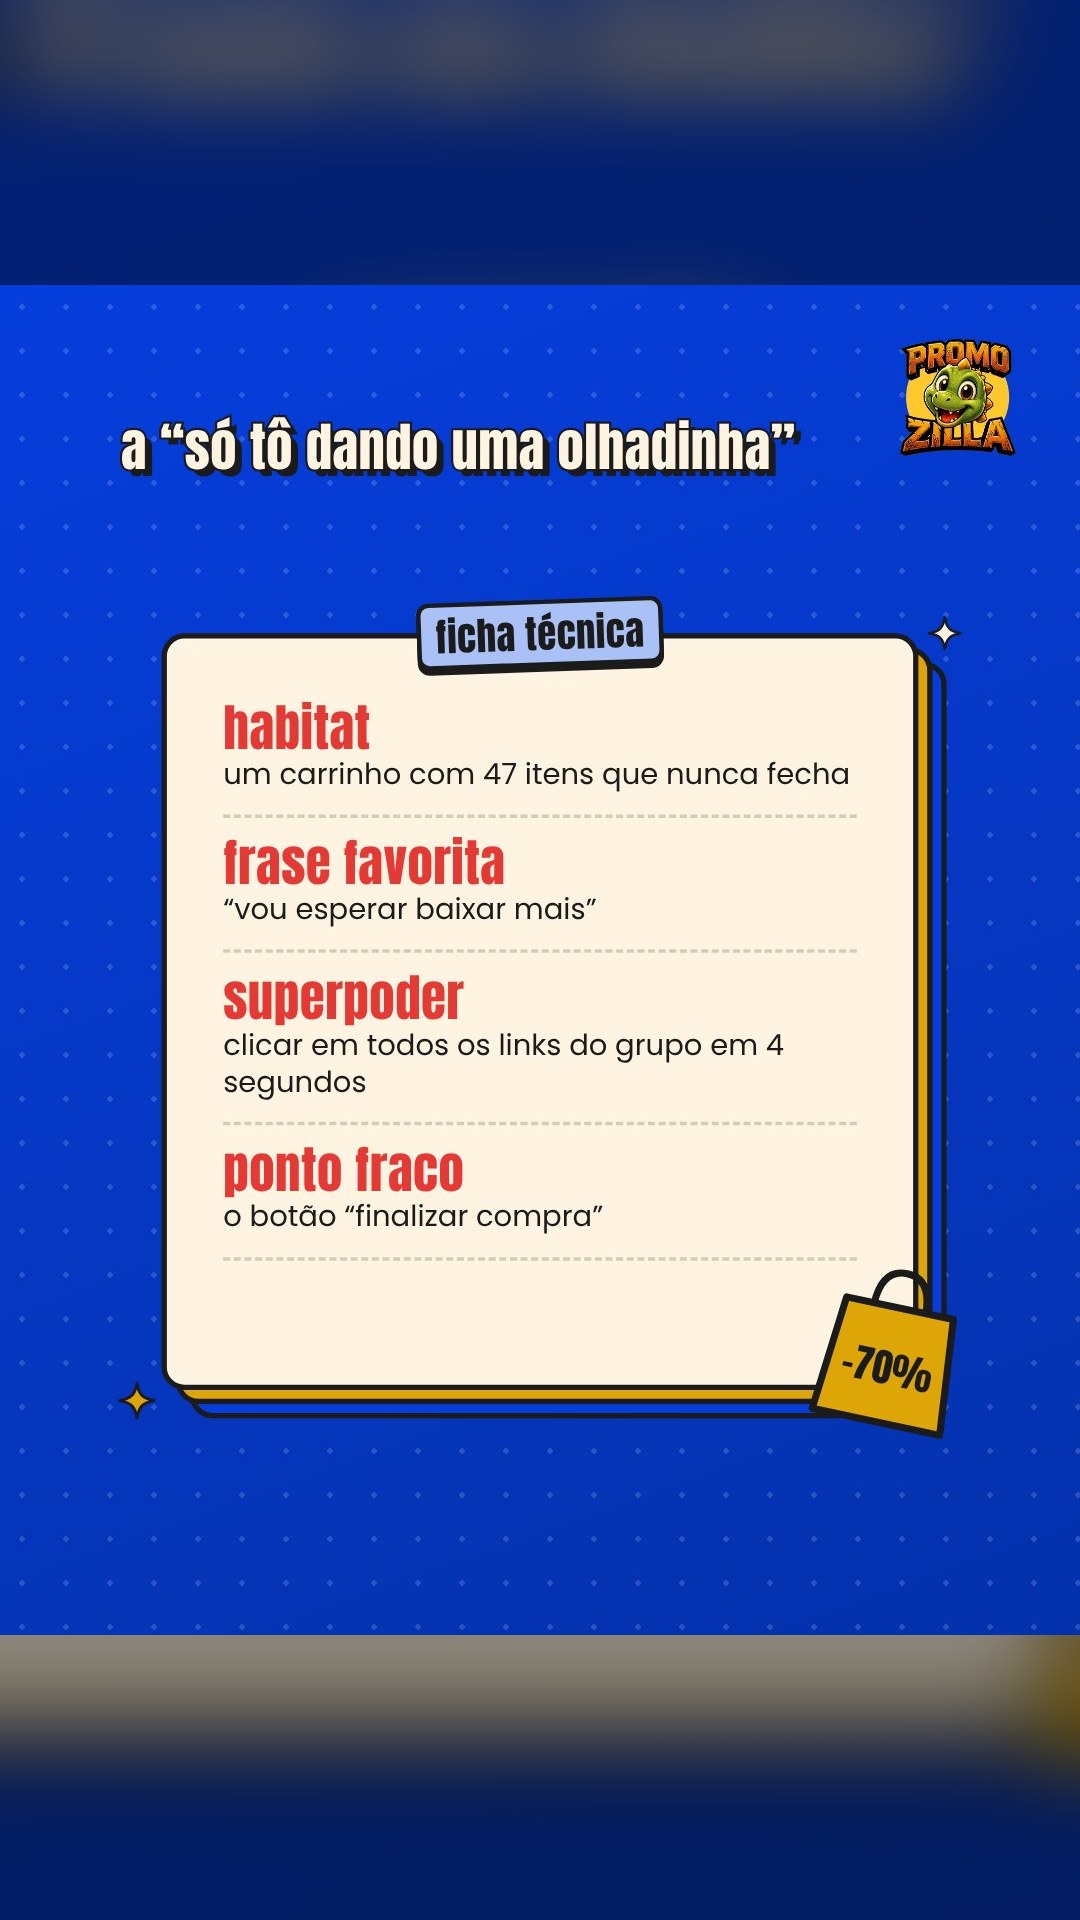 PROMO
ZILLA
a “só tô dando uma olhadinha”
ficha técnica
habitat
um carrinho com 47 itens que nunca fecha
frase favorita
“vou esperar baixar mais”
superpoder
clicar em todos os links do grupo em 4
segundos
ponto fraco
o botão “finalizar compra”
-70%